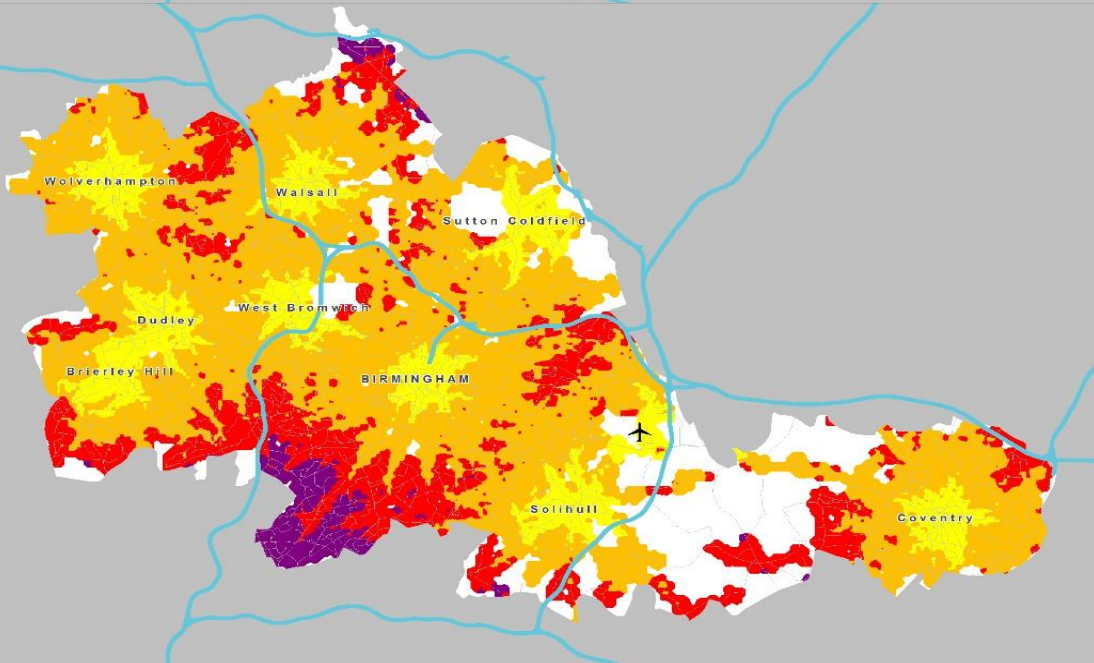 Wolverhampton
Walsall
Sutton Coldfield
West Bromwich
Dudley
Brierley Hill
BIRMINGHAM
Solihull
Coventry